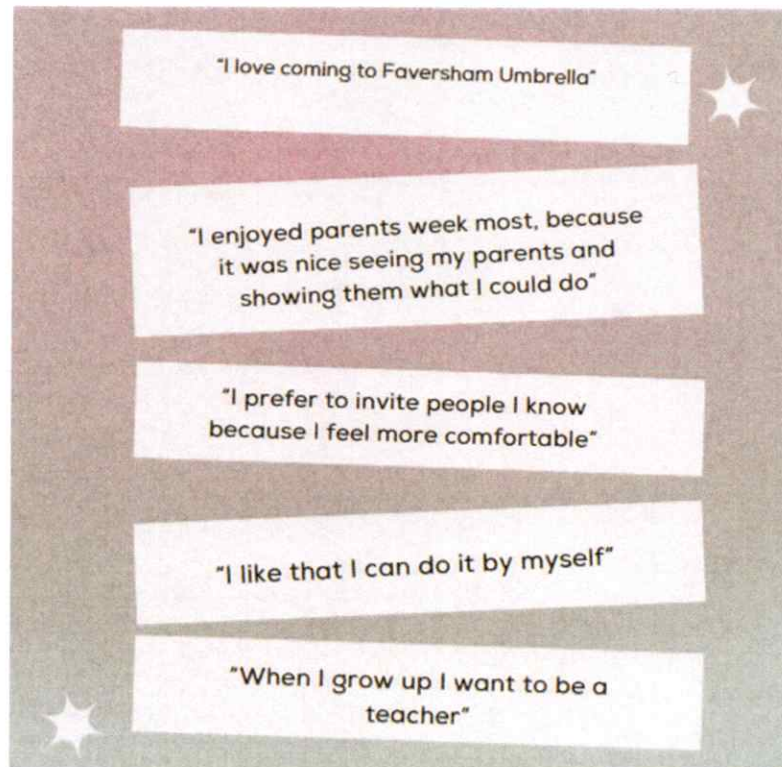 "I love coming to Faversham Umbrella"
"I enjoyed parents week most, because
it was nice seeing my parents and
showing them what I could do"
"I prefer to invite people I know
because I feel more comfortable"
"I like that I can do it by myself"
"When I grow up I want to be a
teacher"